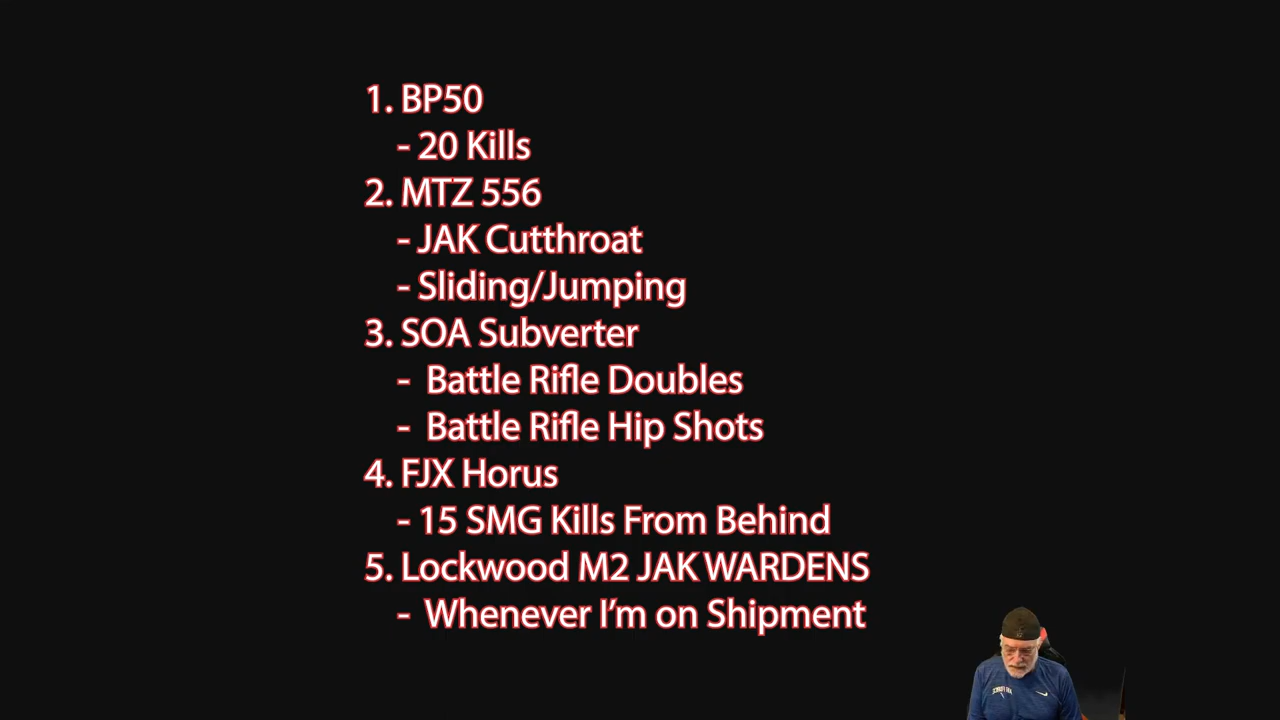 1. BP50
- 20 Kills
2. MTZ 556
- JAK Cutthroat
- Sliding/Jumping
3. SOA Subverter
- Battle Rifle Doubles
- Battle Rifle Hip Shots
4. FJX Horus
- 15 SMG Kills From Behind
5. Lockwood M2 JAK WARDENS
- Whenever I'm on Shipment